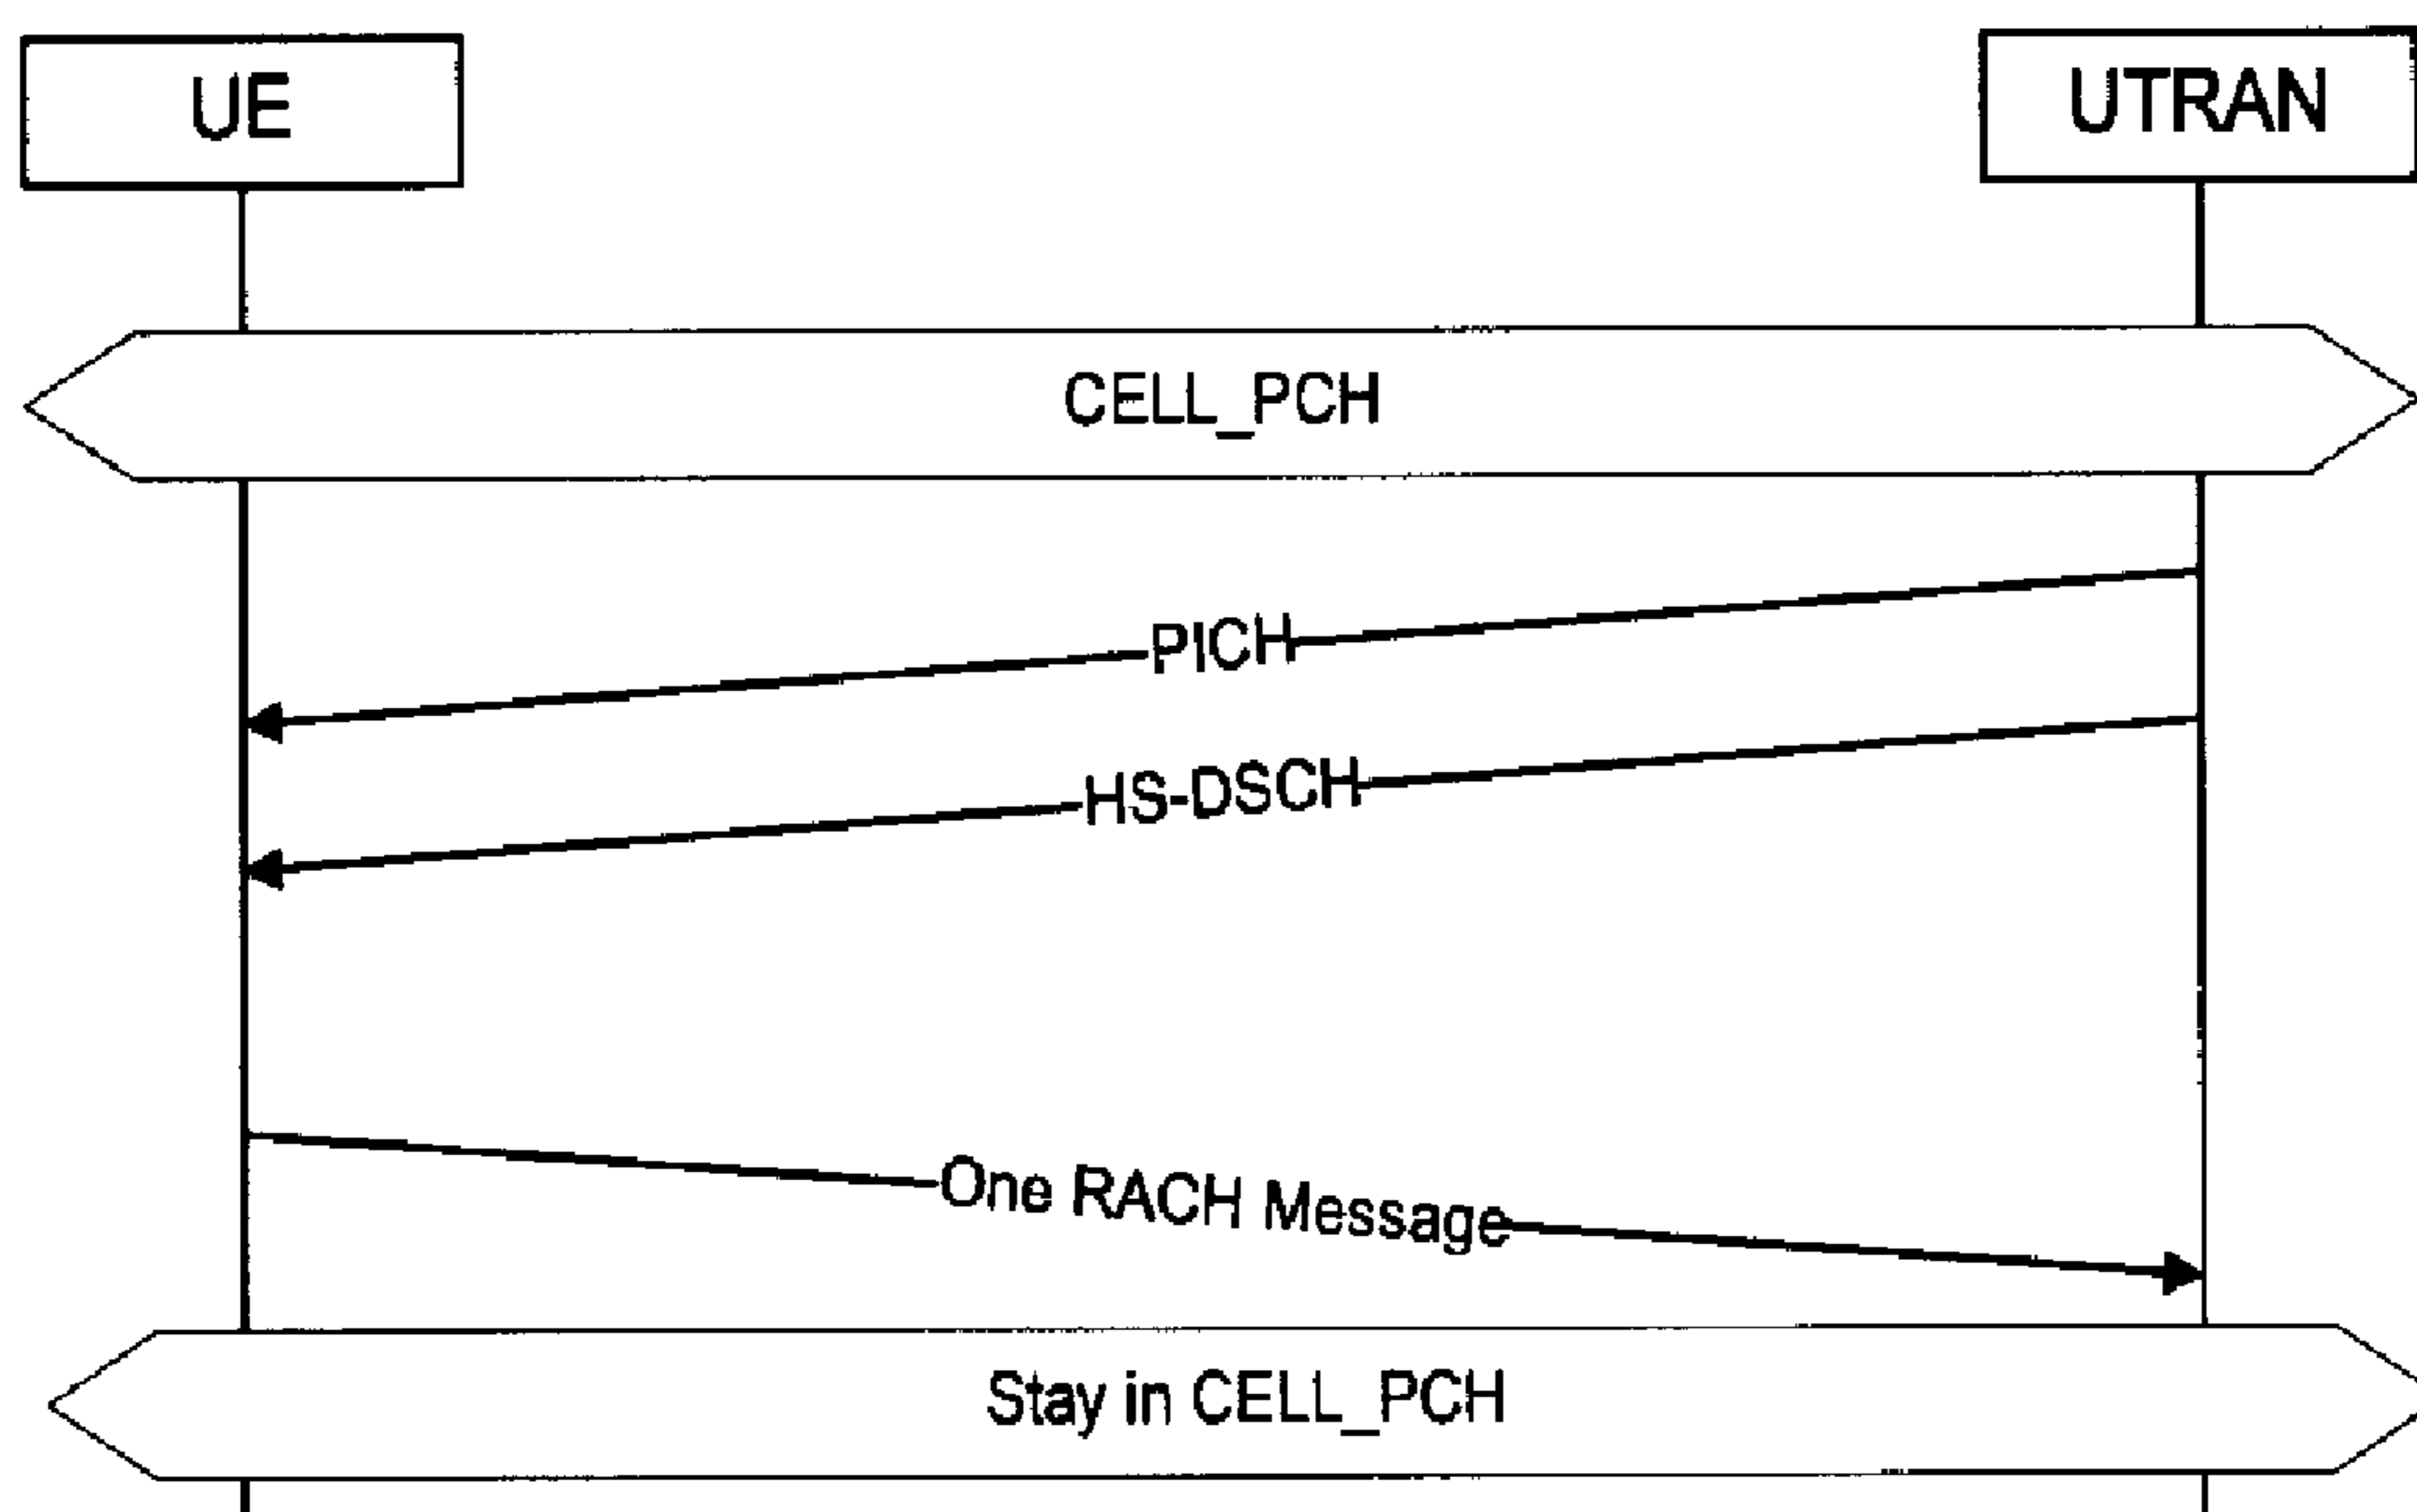 UE
UTRAN
CELL_PCH
PICH
HS-DSCH
One RACH Message
Stay in CELL_PCH